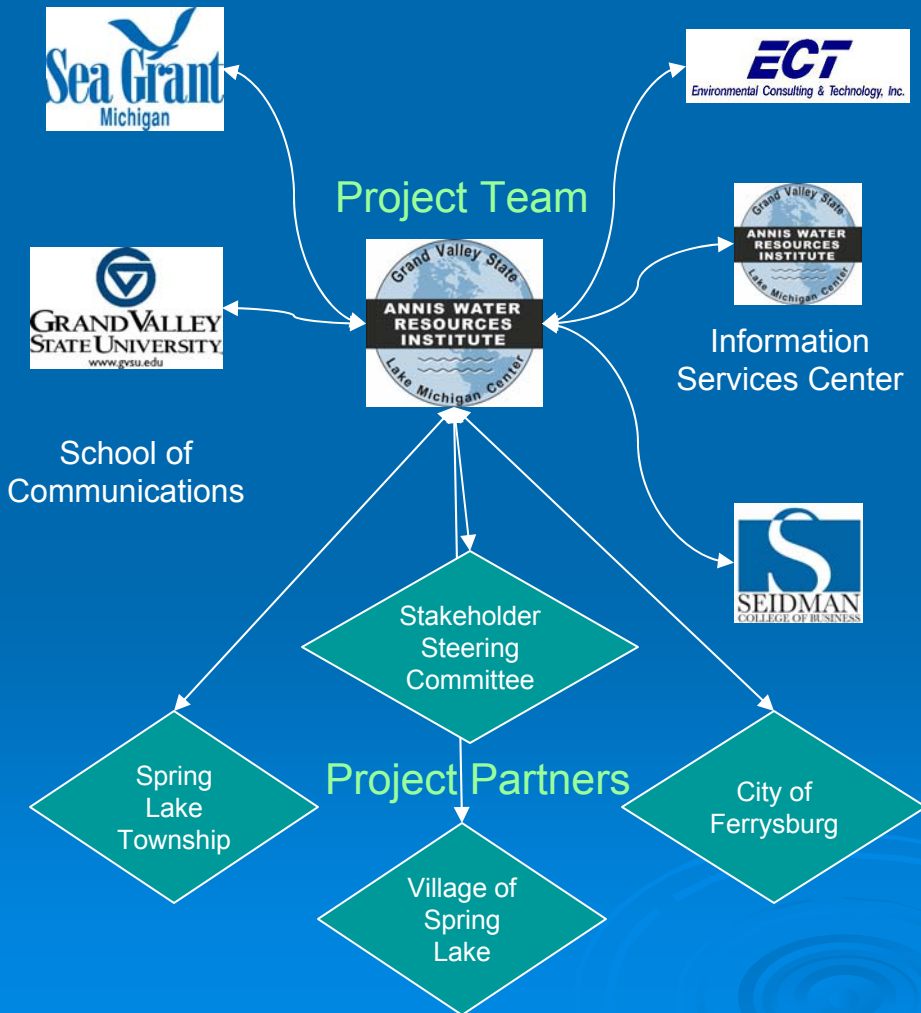 Sea Grant
Michigan
ECT
Environmental Consulting & Technology, Inc.
Project Team
Grand Valley State
ANNIS WATER
RESOURCES
INSTITUTE
Lake Michigan Center
Grand Valley State
ANNIS WATER
RESOURCES
INSTITUTE
Lake Michigan Center
GRAND VALLEY
STATE UNIVERSITY
www.gvsu.edu
Information
Services Center
School of
Communications
S
SEIDMAN
COLLEGE OF BUSINESS
Stakeholder
Steering
Committee
Project Partners
Spring
Lake
Township
City of
Ferrysburg
Village of
Spring
Lake